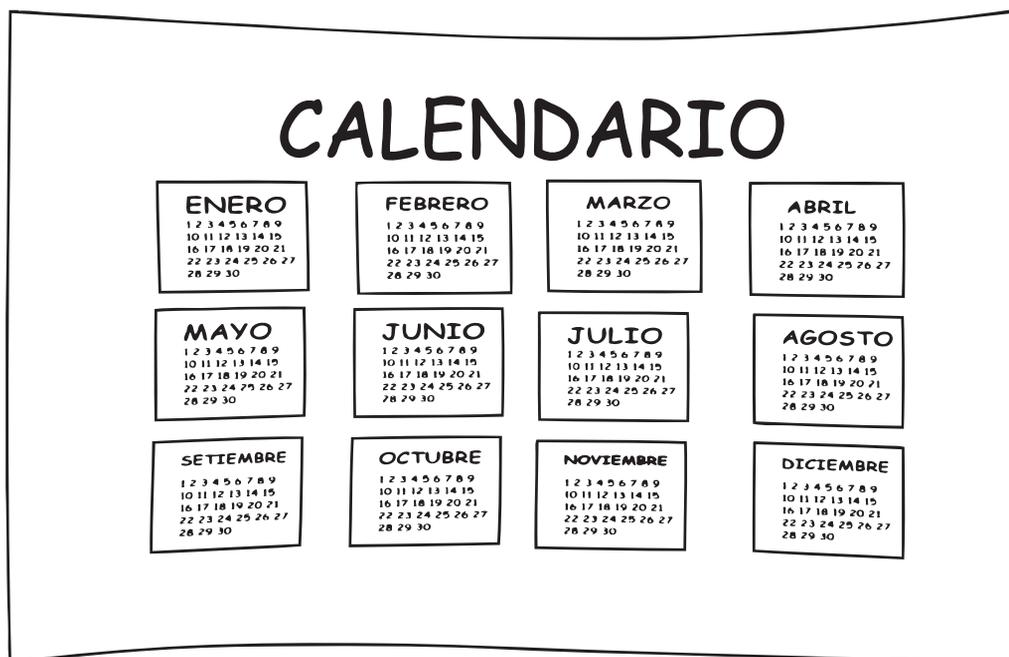 CALENDARIO
ENERO
1 2 3 4 5 6 7 8 9
10 11 12 13 14 15
16 17 18 19 20 21
22 23 24 25 26 27
28 29 30
FEBRERO
1 2 3 4 5 6 7 8 9
10 11 12 13 14 15
16 17 18 19 20 21
22 23 24 25 26 27
28 29 30
MARZO
1 2 3 4 5 6 7 8 9
10 11 12 13 14 15
16 17 18 19 20 21
22 23 24 25 26 27
28 29 30
ABRIL
1 2 3 4 5 6 7 8 9
10 11 12 13 14 15
16 17 18 19 20 21
22 23 24 25 26 27
28 29 30
MAYO
1 2 3 4 5 6 7 8 9
10 11 12 13 14 15
16 17 18 19 20 21
22 23 24 25 26 27
28 29 30
JUNIO
1 2 3 4 5 6 7 8 9
10 11 12 13 14 15
16 17 18 19 20 21
22 23 24 25 26 27
28 29 30
JULIO
1 2 3 4 5 6 7 8 9
10 11 12 13 14 15
16 17 18 19 20 21
22 23 24 25 26 27
28 29 30
AGOSTO
1 2 3 4 5 6 7 8 9
10 11 12 13 14 15
16 17 18 19 20 21
22 23 24 25 26 27
28 29 30
SETIEMBRE
1 2 3 4 5 6 7 8 9
10 11 12 13 14 15
16 17 18 19 20 21
22 23 24 25 26 27
28 29 30
OCTUBRE
1 2 3 4 5 6 7 8 9
10 11 12 13 14 15
16 17 18 19 20 21
22 23 24 25 26 27
28 29 30
NOVIEMBRE
1 2 3 4 5 6 7 8 9
10 11 12 13 14 15
16 17 18 19 20 21
22 23 24 25 26 27
28 29 30
DICIEMBRE
1 2 3 4 5 6 7 8 9
10 11 12 13 14 15
16 17 18 19 20 21
22 23 24 25 26 27
28 29 30